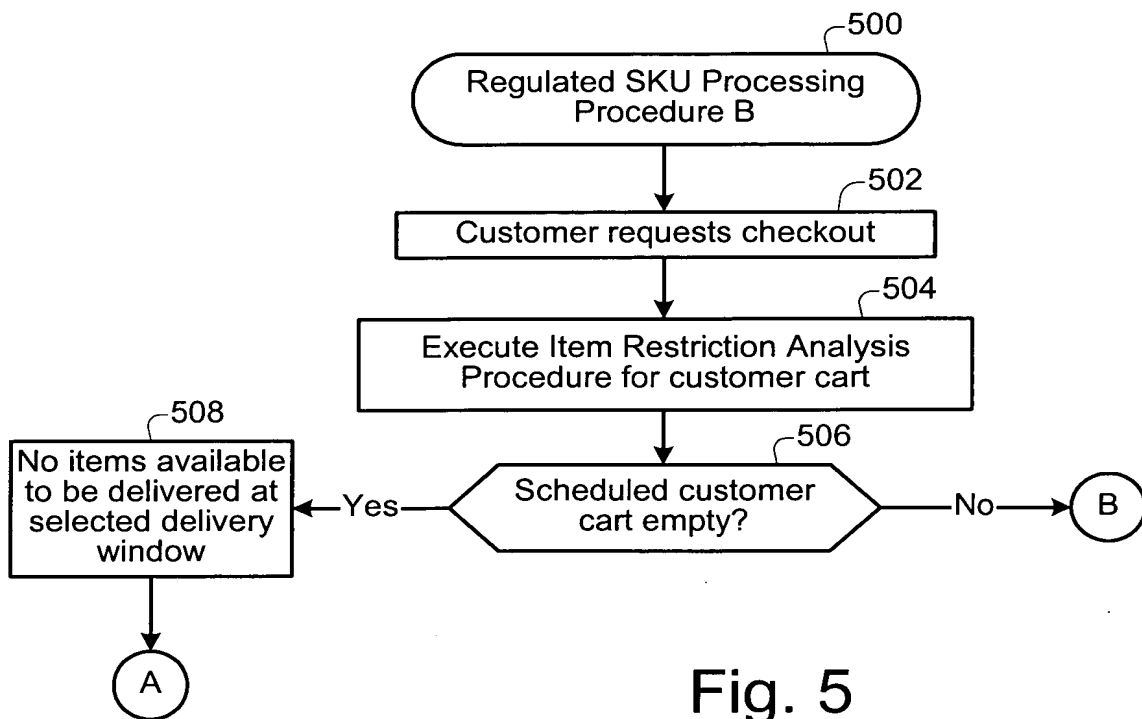 500
Regulated SKU Processing
Procedure B
502
Customer requests checkout
504
Execute Item Restriction Analysis
Procedure for customer cart
506
Scheduled customer
cart empty?
Yes
No
B
508
No items available
to be delivered at
selected delivery
window
A
Fig. 5